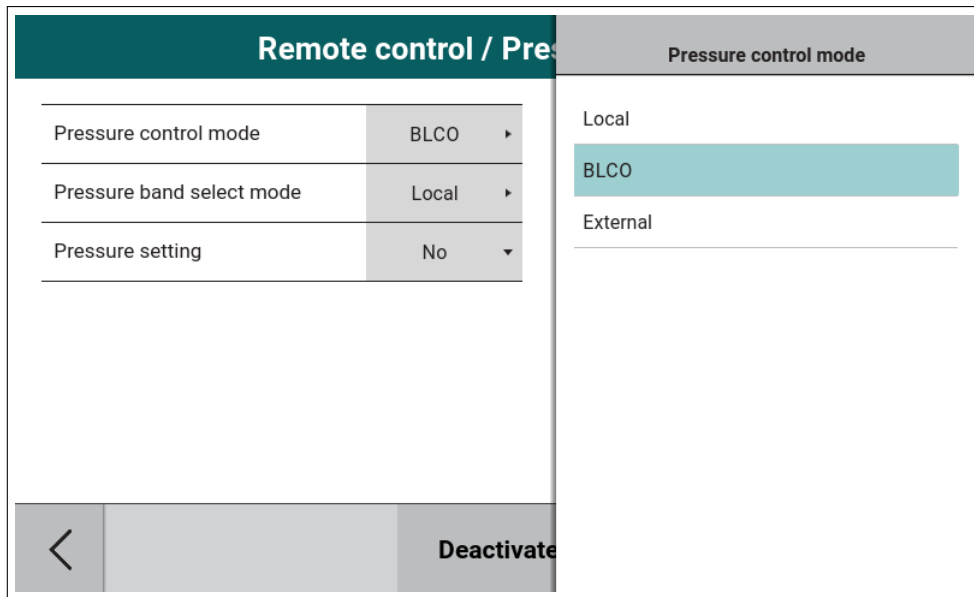 Remote control / Pres
Pressure control mode
BLCO
Pressure band select mode
Local
Pressure setting
No
Deactivate
Pressure control mode
Local
BLCO
External